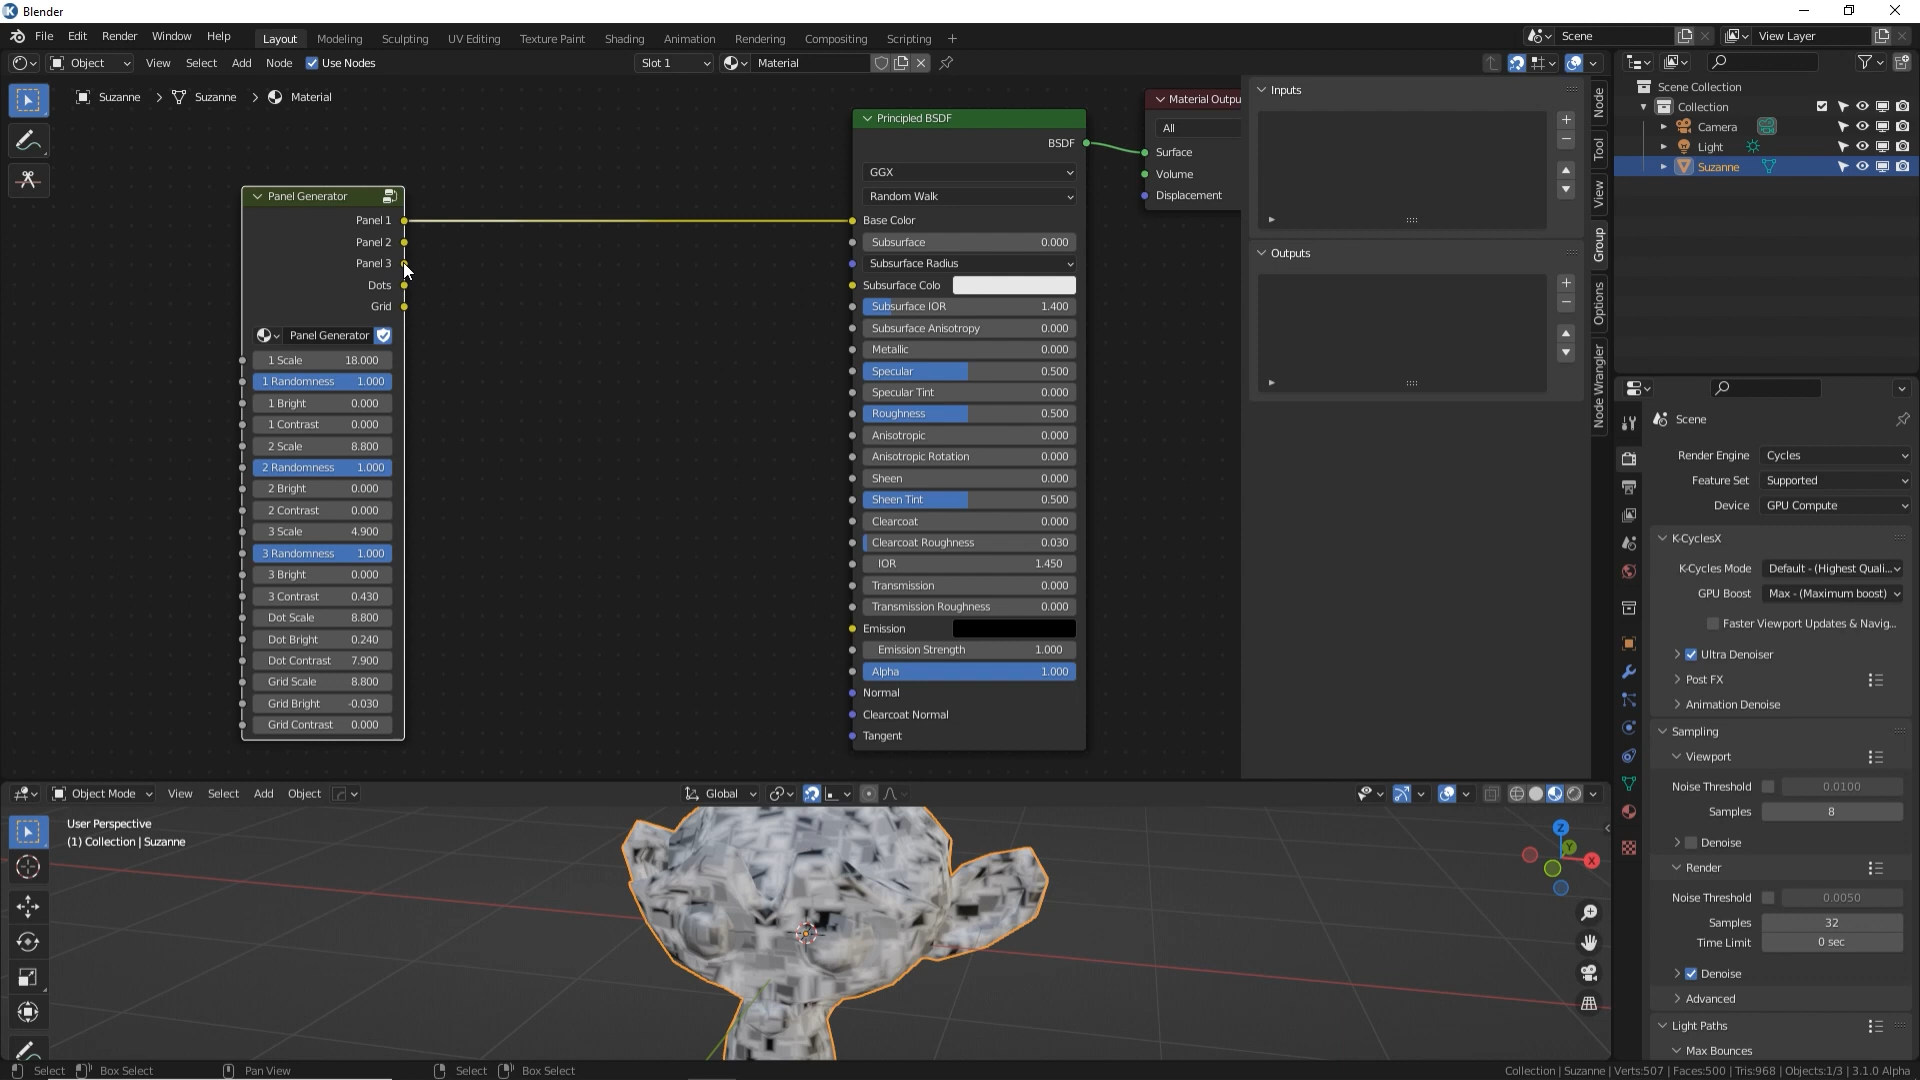 Blender
File Edit Render Window Help
Layout Modeling Sculpting UV Editing Texture Paint Shading Animation Rendering Compositing Scripting +
Scene
View Layer
Object View Select Add Node Use Nodes
Slot 1
Material
Suzanne > Suzanne > Material
Panel Generator
Panel 1
Panel 2
Panel 3
Dots
Grid
Panel Generator
1 Scale 18.000
1 Randomness 1.000
1 Bright 0.000
1 Contrast 0.000
2 Scale 8.800
2 Randomness 1.000
2 Bright 0.000
2 Contrast 0.000
3 Scale 4.900
3 Randomness 1.000
3 Bright 0.000
3 Contrast 0.430
Dot Scale 8.800
Dot Bright 0.240
Dot Contrast 7.900
Grid Scale 8.800
Grid Bright -0.030
Grid Contrast 0.000
Principled BSDF
BSDF
GGX
Random Walk
Base Color
Subsurface 0.000
Subsurface Radius
Subsurface Colo
Subsurface IOR 1.400
Subsurface Anisotropy 0.000
Metallic 0.000
Specular 0.500
Specular Tint 0.000
Roughness 0.500
Anisotropic 0.000
Anisotropic Rotation 0.000
Sheen 0.000
Sheen Tint 0.500
Clearcoat 0.000
Clearcoat Roughness 0.030
IOR 1.450
Transmission 0.000
Transmission Roughness 0.000
Emission
Emission Strength 1.000
Alpha 1.000
Normal
Clearcoat Normal
Tangent
Material Outpu
All
Surface
Volume
Displacement
Inputs
Outputs
Node
Tool
View
Group
Options
Node Wrangler
Scene Collection
Collection
Camera
Light
Suzanne
Scene
Render Engine Cycles
Feature Set Supported
Device GPU Compute
K-CyclesX
K-Cycles Mode Default - (Highest Quali...
GPU Boost Max - (Maximum boost)
Faster Viewport Updates & Navig...
Ultra Denoiser
Post FX
Animation Denoise
Sampling
Viewport
Noise Threshold 0.0100
Samples 8
Denoise
Render
Noise Threshold 0.0050
Samples 32
Time Limit 0 sec
Denoise
Advanced
Light Paths
Max Bounces
Object Mode View Select Add Object
Global
User Perspective
(1) Collection | Suzanne
Z
Y
X
Select Box Select Pan View Select Box Select
Collection | Suzanne | Verts:507 | Faces:500 | Tris:968 | Objects:1/3 | 3.1.0 Alpha